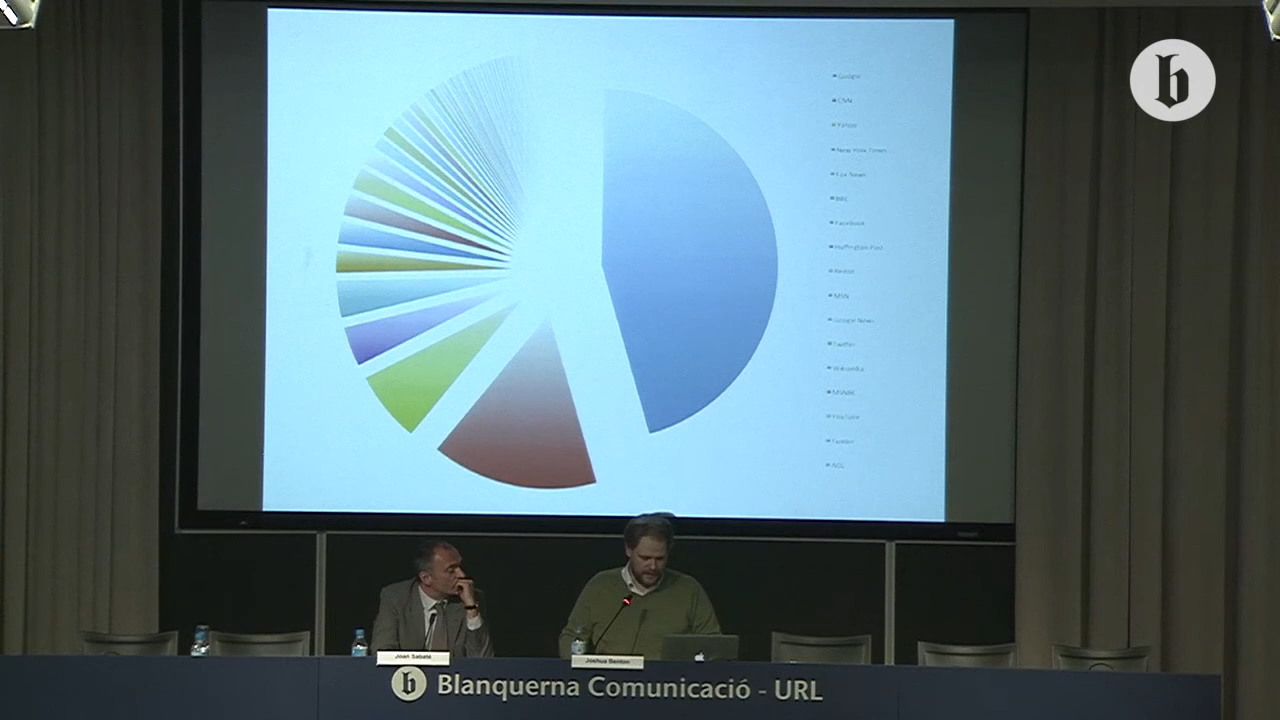 b
Google
CNN
Yahoo
New York Times
Fox News
BBC
Facebook
Huffington Post
Reddit
MSN
Google News
Twitter
Wikipedia
MSNBC
YouTube
AOL
Joan Sabaté
Joshua Benton
b Blanquerna Comunicació - URL